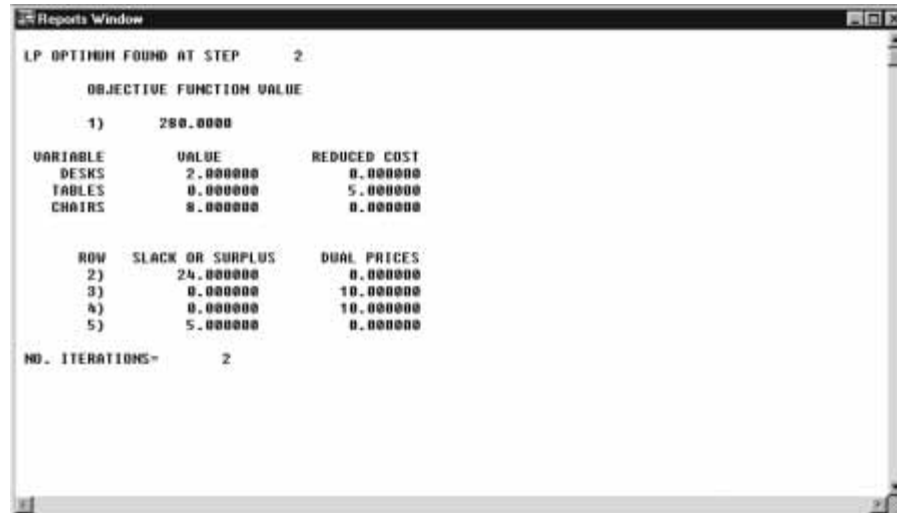 Reports Window
LP OPTIMUM FOUND AT STEP 2
OBJECTIVE FUNCTION VALUE
1) 280.0000
VARIABLE VALUE REDUCED COST
DESKS 2.000000 0.000000
TABLES 0.000000 5.000000
CHAIRS 8.000000 0.000000
ROW SLACK OR SURPLUS DUAL PRICES
2) 24.000000 0.000000
3) 0.000000 10.000000
4) 0.000000 10.000000
5) 5.000000 0.000000
NO. ITERATIONS= 2